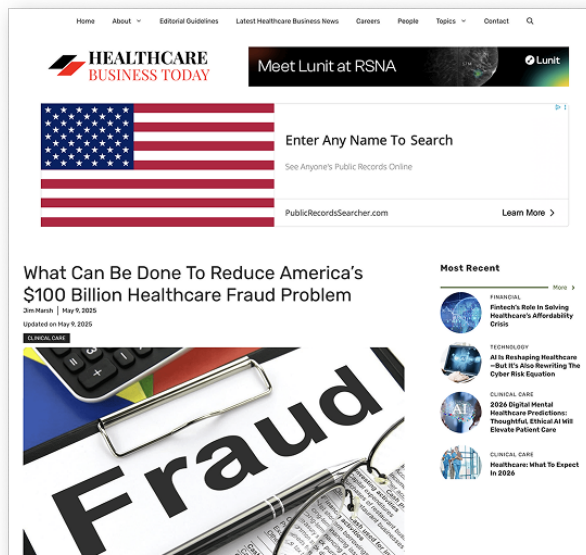 Home About Editorial Guidelines Latest Healthcare Business News Careers People Topics Contact
HEALTHCARE
BUSINESS TODAY
Meet Lunit at RSNA
Lunit
Enter Any Name To Search
See Anyone's Public Records Online
PublicRecordsSearcher.com
Learn More
What Can Be Done To Reduce America's
$100 Billion Healthcare Fraud Problem
Jim Marsh | May 9, 2025
Updated on May 9, 2025
CLINICAL CARE
Fraud
Most Recent
More
FINANCIAL
Fintech's Role In Solving
Healthcare's Affordability
Crisis
TECHNOLOGY
AI Is Reshaping Healthcare
—But It's Also Rewriting The
Cyber Risk Equation
AI
CLINICAL CARE
2026 Digital Mental
Healthcare Predictions:
Thoughtful, Ethical AI Will
Elevate Patient Care
CLINICAL CARE
Healthcare: What To Expect
In 2026